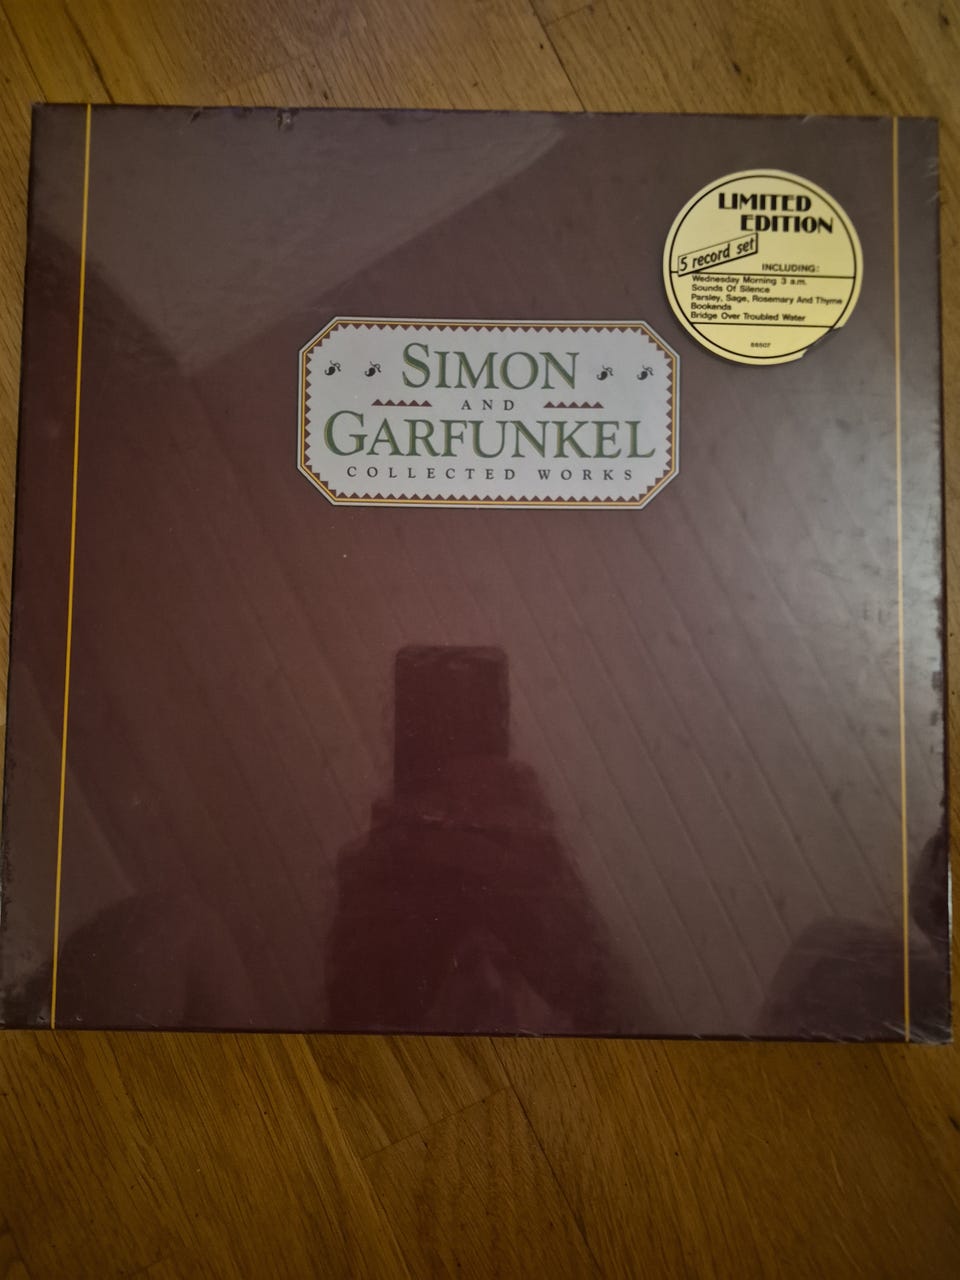 LIMITED
EDITION
5 record set
INCLUDING:
Wednesday Morning 3 a.m.
Sounds Of Silence
Parsley, Sage, Rosemary And Thyme
Bookends
Bridge Over Troubled Water
66507
SIMON
AND
GARFUNKEL
COLLECTED WORKS